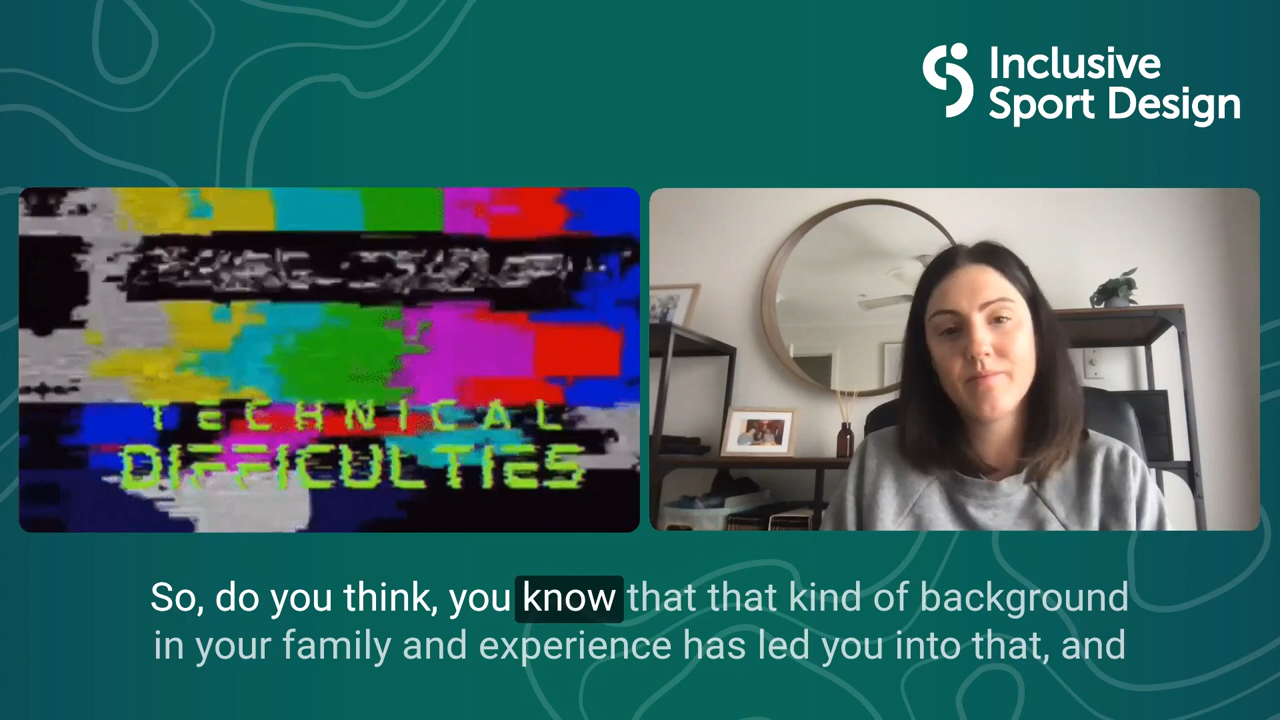 Inclusive
Sport Design
TECHNICAL
DIFFICULTIES
So, do you think, you know that that kind of background
in your family and experience has led you into that, and